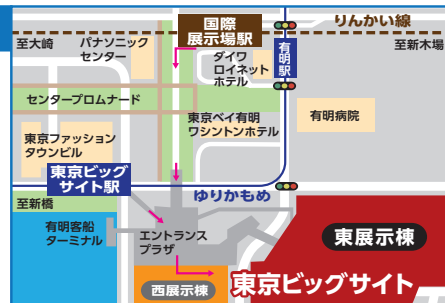 りんかい線
国際
展示場駅
至大崎
パナソニック
センター
有明駅
至新木場
ダイワ
ロイネット
ホテル
センタープロムナード
東京ベイ有明
ワシントンホテル
有明病院
東京ファッション
タウンビル
東京ビッグ
サイト駅
ゆりかもめ
至新橋
有明客船
ターミナル
エントランス
プラザ
東展示棟
西展示棟
東京ビッグサイト